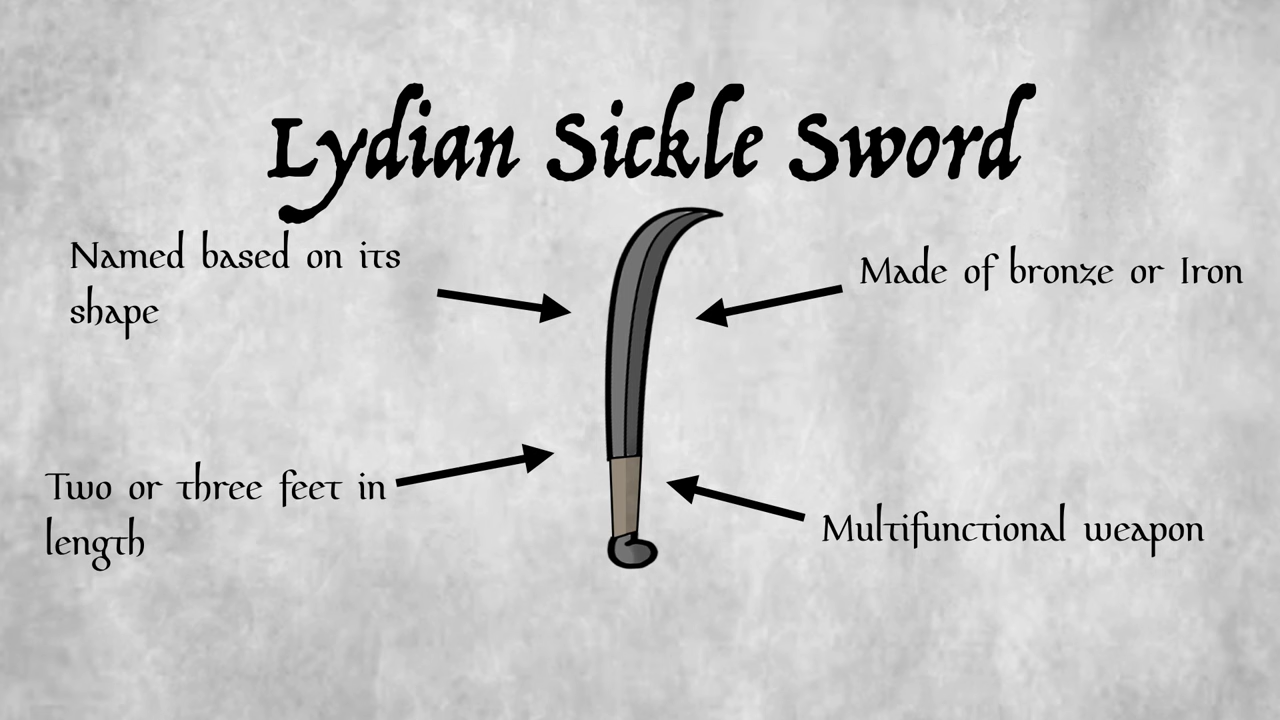 Lydian Sickle Sword
Named based on its
shape
Made of bronze or Iron
Two or three feet in
length
Multifunctional weapon